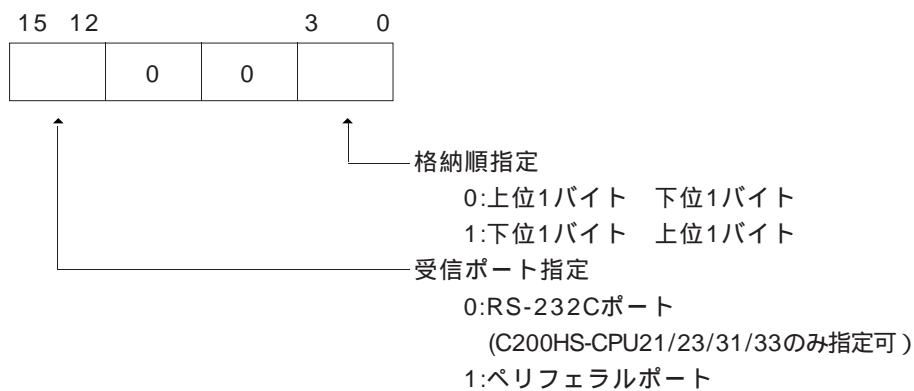 15 12 3 0
0 0
格納順指定
0:上位1バイト 下位1バイト
1:下位1バイト 上位1バイト
受信ポート指定
0:RS-232Cポート
(C200HS-CPU21/23/31/33のみ指定可)
1:ペリフェラルポート